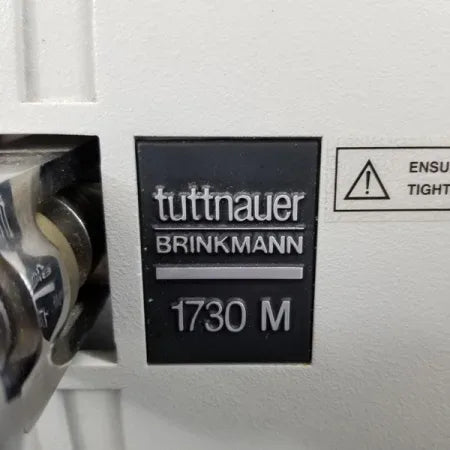 tuttnauer
BRINKMANN
1730 M
ENSU
TIGHT